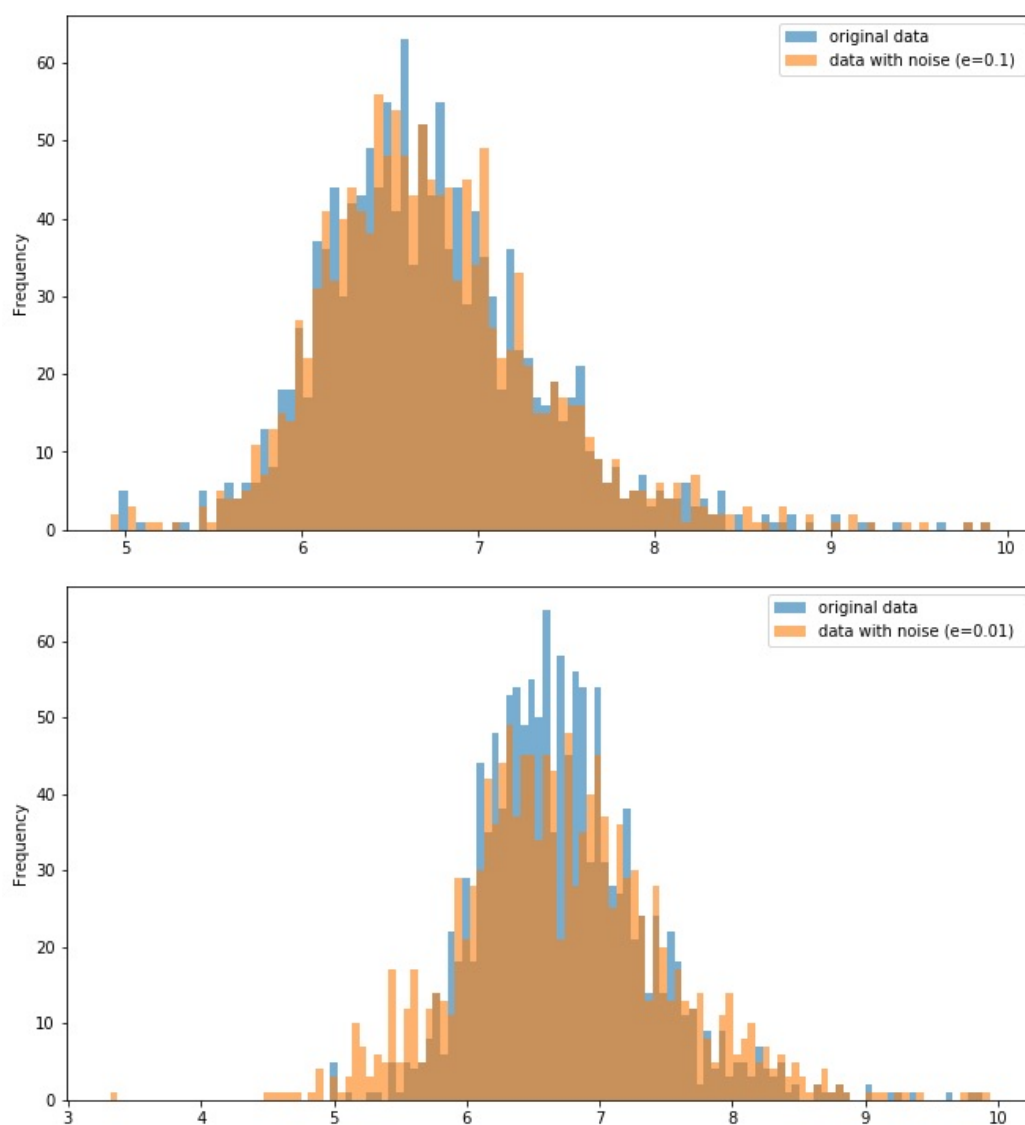 original data
data with noise (e=0.1)
60
50
40
30
20
10
0
Frequency
5 6 7 8 9 10
original data
data with noise (e=0.01)
60
50
40
30
20
10
0
Frequency
3 4 5 6 7 8 9 10